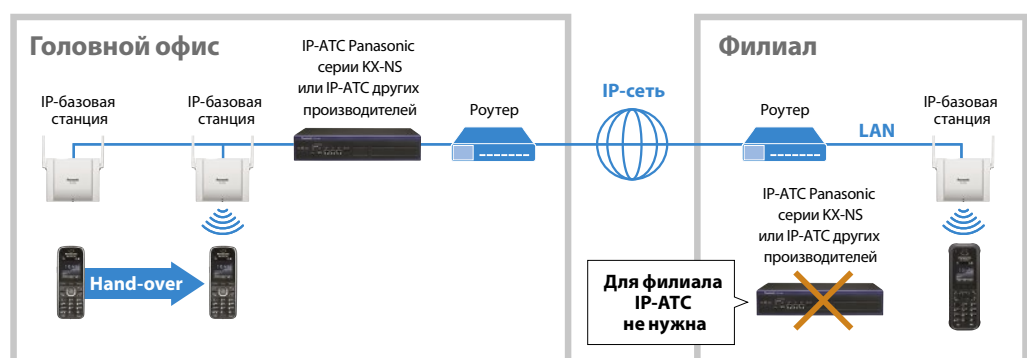 Головной офис
IP-АТС Panasonic
серии KX-NS
или IP-АТС других
производителей
IP-базовая
станция
IP-базовая
станция
Роутер
Hand-over
IP-сеть
Филиал
Роутер
LAN
IP-базовая
станция
IP-АТС Panasonic
серии KX-NS
или IP-АТС других
производителей
Для филиала
IP-АТС
не нужна